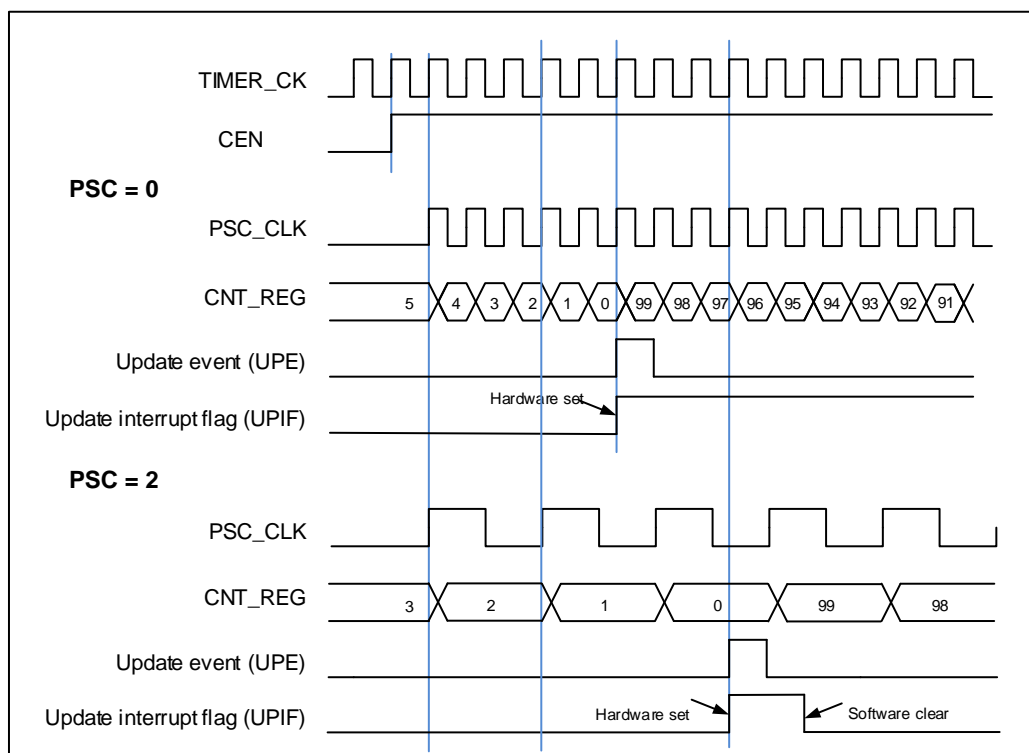 TIMER_CK
CEN
PSC = 0
PSC_CLK
CNT_REG 5 4 3 2 1 0 99 98 97 96 95 94 93 92 91
Update event (UPE)
Hardware set
Update interrupt flag (UPIF)
PSC = 2
PSC_CLK
CNT_REG 3 2 1 0 99 98
Update event (UPE)
Update interrupt flag (UPIF) Hardware set Software clear